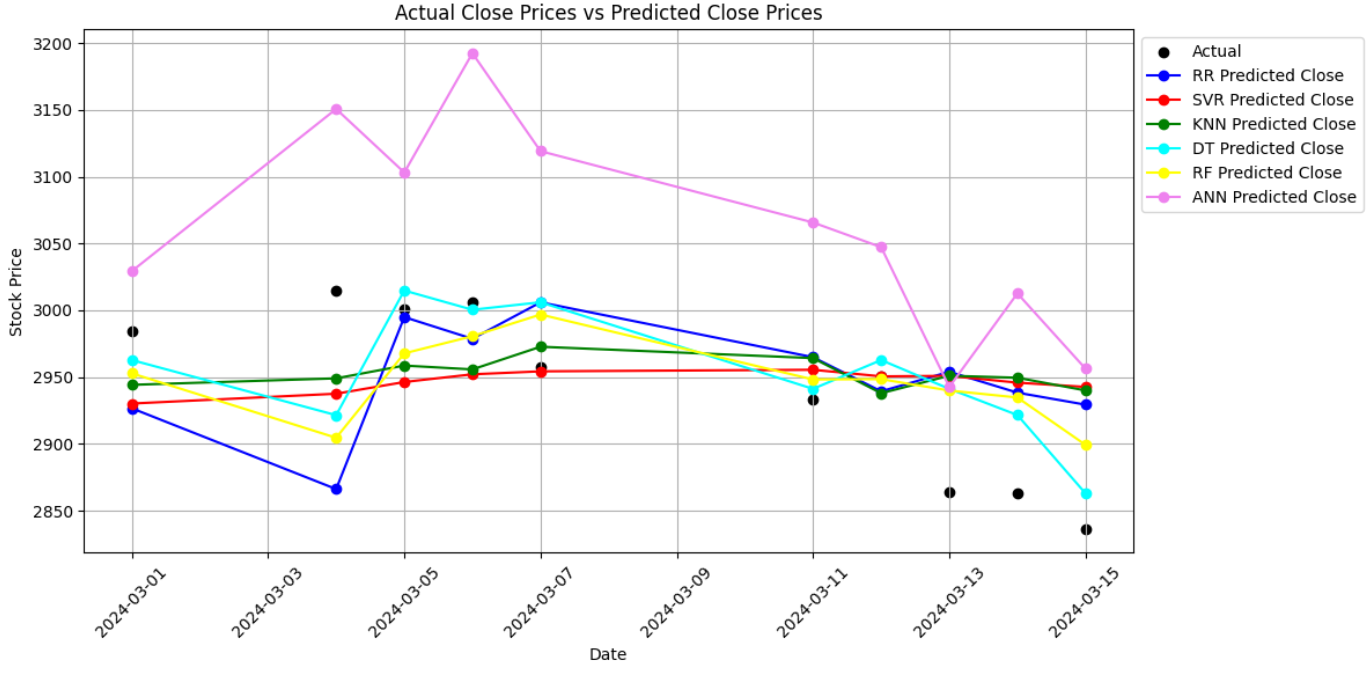 Actual Close Prices vs Predicted Close Prices
3200
3150
3100
3050
3000
2950
2900
2850
Stock Price
2024-03-01
2024-03-03
2024-03-05
2024-03-07
2024-03-09
2024-03-11
2024-03-13
2024-03-15
Date
Actual
RR Predicted Close
SVR Predicted Close
KNN Predicted Close
DT Predicted Close
RF Predicted Close
ANN Predicted Close